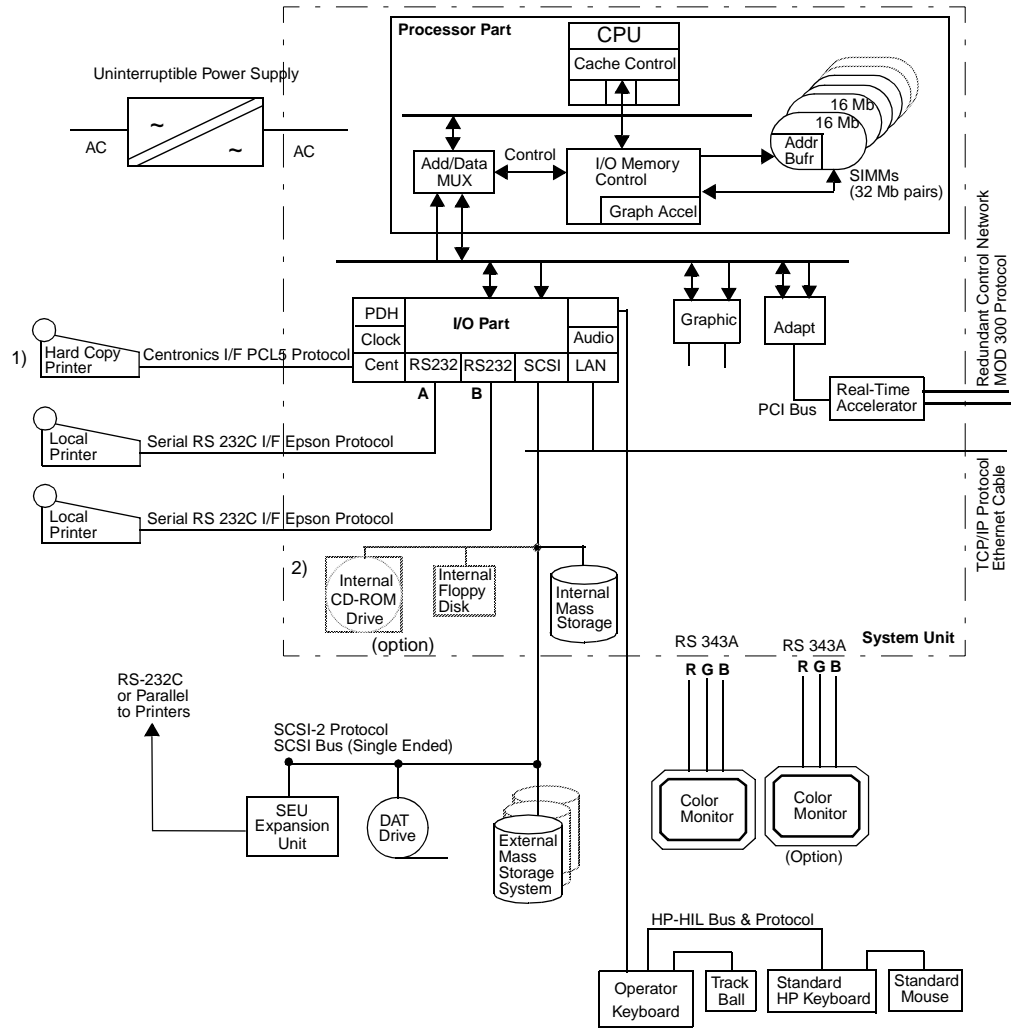 Processor Part
CPU
Cache Control
Uninterruptible Power Supply
~
~
AC
AC
16 Mb
16 Mb
Addr
Bufr
Add/Data
MUX
Control
I/O Memory
Control
Graph Accel
SIMMs
(32 Mb pairs)
Redundant Control Network
MOD 300 Protocol
PDH
I/O Part
Clock
Audio
Cent
RS232
RS232
SCSI
LAN
A
B
Graphic
Adapt
1)
Hard Copy
Printer
Centronics I/F PCL5 Protocol
PCI Bus
Real-Time
Accelerator
Local
Printer
Serial RS 232C I/F Epson Protocol
TCP/IP Protocol
Ethernet Cable
Local
Printer
Serial RS 232C I/F Epson Protocol
2)
Internal
CD-ROM
Drive
(option)
Internal
Floppy
Disk
Internal
Mass
Storage
System Unit
RS 343A
R G B
RS 343A
R G B
RS-232C
or Parallel
to Printers
SCSI-2 Protocol
SCSI Bus (Single Ended)
SEU
Expansion
Unit
DAT
Drive
External
Mass
Storage
System
Color
Monitor
Color
Monitor
(Option)
HP-HIL Bus & Protocol
Operator
Keyboard
Track
Ball
Standard
HP Keyboard
Standard
Mouse